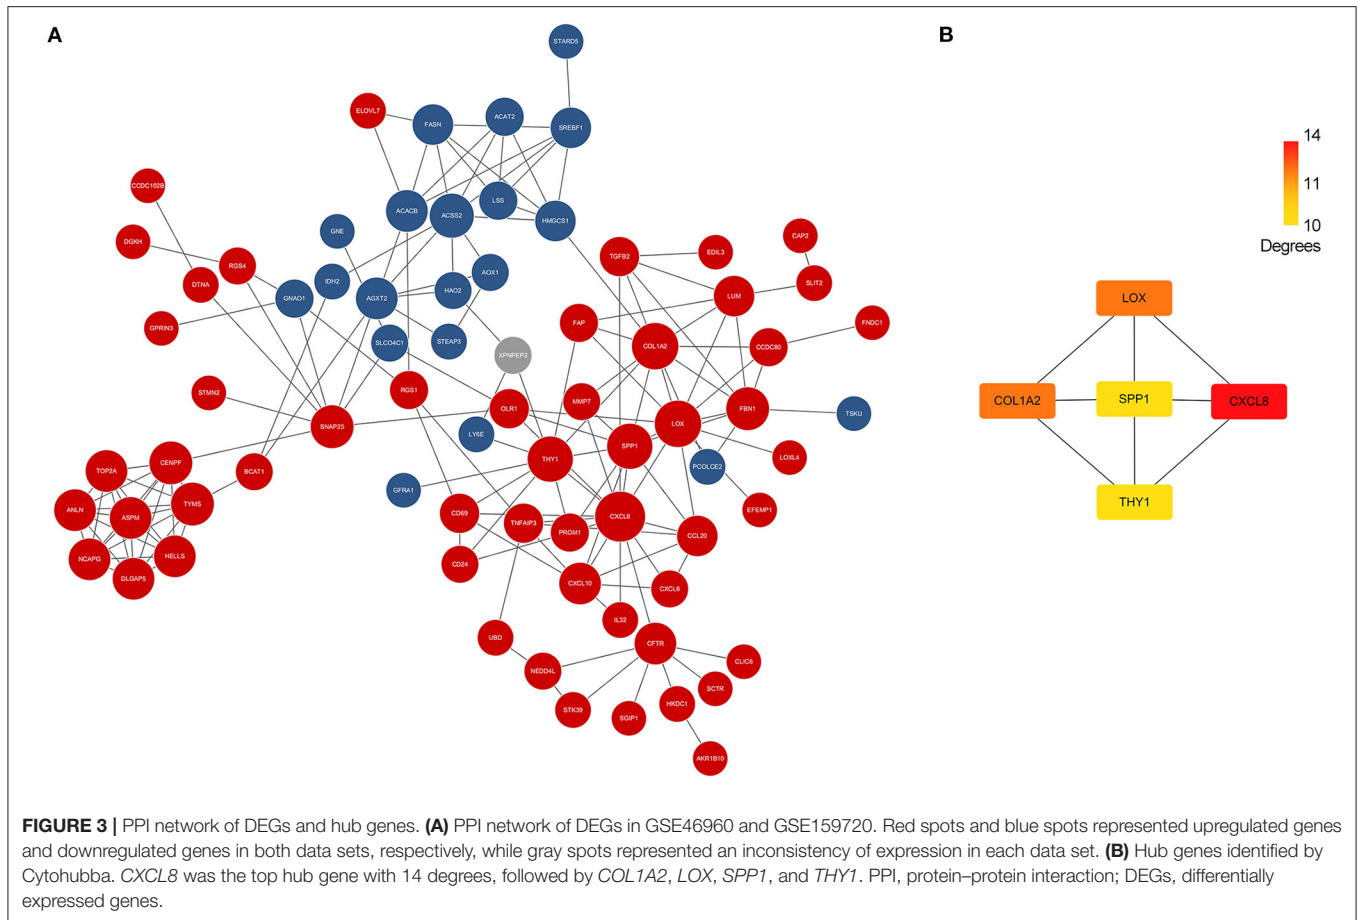 A
B
STARD5
ELOVL7
FASN
ACAT2
SREBF1
14
11
10
Degrees
CCDC102B
ACACB
ACSS2
LSS
HMGCS1
GNE
DGKH
RGS4
DTNA
GNAO1
IDH2
AGXT2
HAO2
AOX1
TGFB2
EDIL3
CAP2
SLIT2
LUM
LOX
GPRIN3
SLCO4C1
STEAP3
XPNPEP2
FAP
COL1A2
CCDC80
FNDC1
STMN2
RGS1
OLR1
MMP7
FBN1
TSKU
COL1A2
SPP1
CXCL8
SNAP25
LY6E
LOX
SPP1
THY1
PCOLCE2
LOXL4
TOP2A
CENPF
BCAT1
GFRA1
THY1
ANLN
ASPM
TYMS
CD69
TNFAIP3
PROM1
CXCL8
EFEMP1
CCL20
NCAPG
HELLS
DLGAP5
CD24
CXCL10
CXCL6
IL32
UBD
CFTR
NEDD4L
CLIC6
SCTR
STK39
SGIP1
HKDC1
AKR1B10
FIGURE 3 | PPI network of DEGs and hub genes. (A) PPI network of DEGs in GSE46960 and GSE159720. Red spots and blue spots represented upregulated genes
and downregulated genes in both data sets, respectively, while gray spots represented an inconsistency of expression in each data set. (B) Hub genes identified by
Cytohubba. CXCL8 was the top hub gene with 14 degrees, followed by COL1A2, LOX, SPP1, and THY1. PPI, protein–protein interaction; DEGs, differentially
expressed genes.